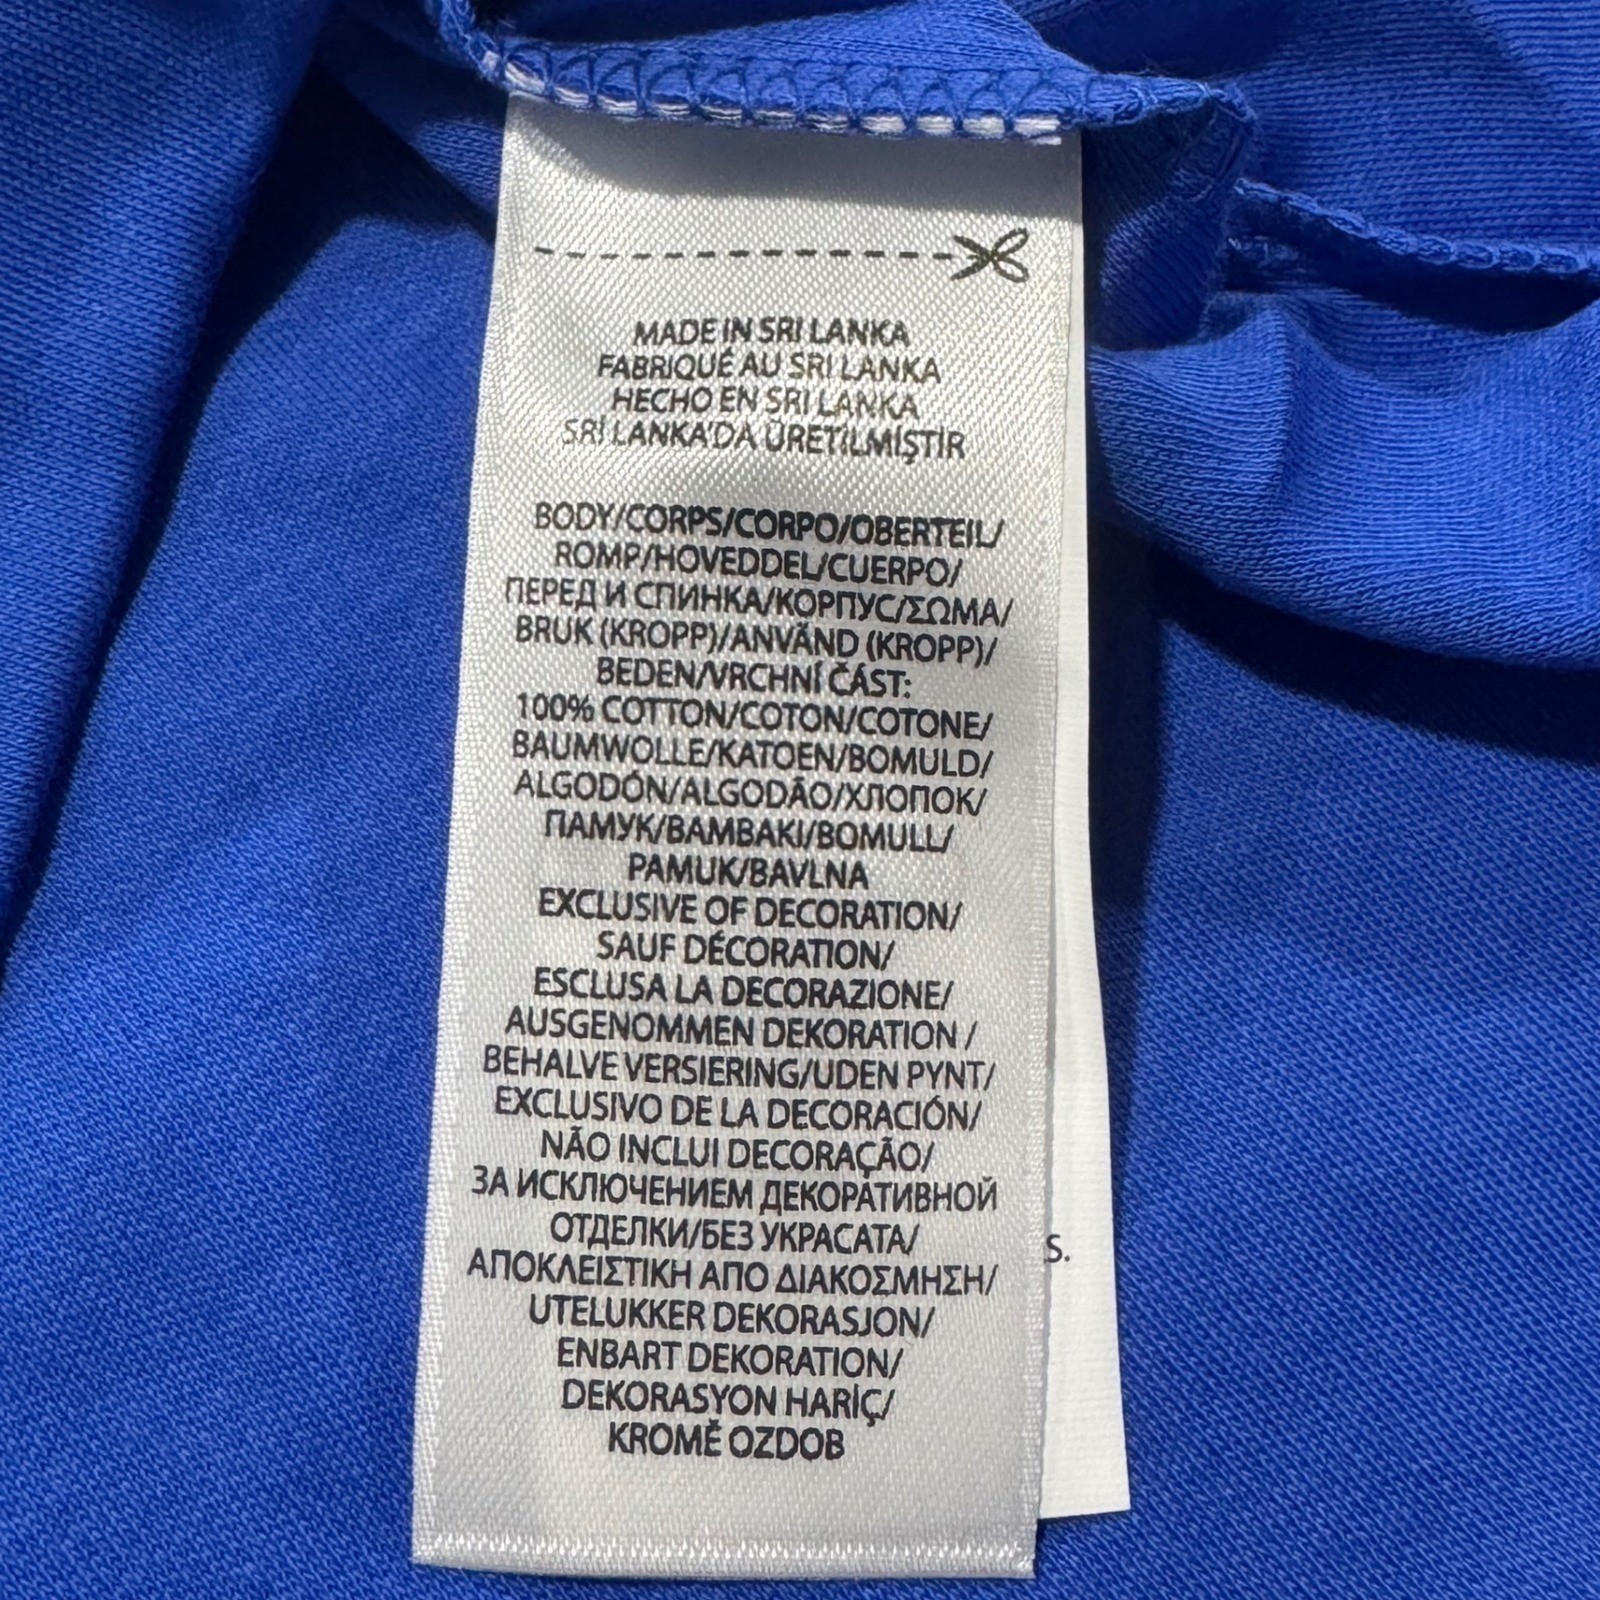 MADE IN SRI LANKA
FABRIQUÉ AU SRI LANKA
HECHO EN SRI LANKA
SRİ LANKA'DA ÜRETİLMİŞTİR
BODY/CORPS/CORPO/OBERTEIL/
ROMP/HOVEDDEL/CUERPO/
ПЕРЕД И СПИНКА/КОРПУС/ΣΩΜΑ/
BRUK (KROPP)/ANVÄND (KROPP)/
BEDEN/VRCHNÍ ČÁST:
100% COTTON/COTON/COTONE/
BAUMWOLLE/KATOEN/BOMULD/
ALGODÓN/ALGODÃO/ХЛОПОК/
ПАМУК/ΒΑΜΒΑΚΙ/BOMULL/
PAMUK/BAVLNA
EXCLUSIVE OF DECORATION/
SAUF DÉCORATION/
ESCLUSA LA DECORAZIONE/
AUSGENOMMEN DEKORATION /
BEHALVE VERSIERING/UDEN PYNT/
EXCLUSIVO DE LA DECORACIÓN/
NÃO INCLUI DECORAÇÃO/
ЗА ИСКЛЮЧЕНИЕМ ДЕКОРАТИВНОЙ
ОТДЕЛКИ/БЕЗ УКРАСАТА/
ΑΠΟΚΛΕΙΣΤΙΚΗ ΑΠΟ ΔΙΑΚΟΣΜΗΣΗ/
UTELUKKER DEKORASJON/
ENBART DEKORATION/
DEKORASYON HARİÇ/
KROMĚ OZDOB
S.